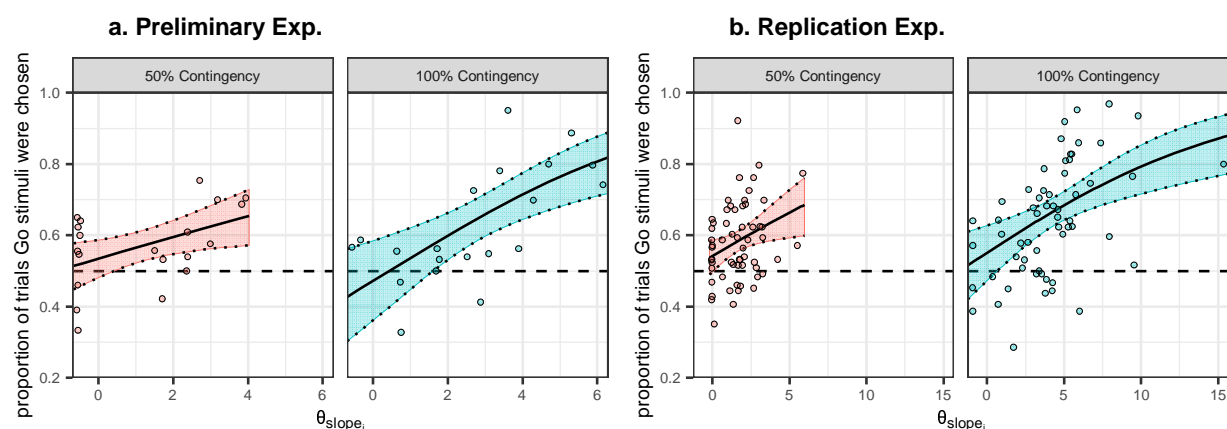 a. Preliminary Exp.
b. Replication Exp.
proportion of trials Go stimuli were chosen
50% Contingency
100% Contingency
1.0
0.8
0.6
0.4
0.2
0 2 4 6
0 2 4 6
θslopeᵢ
proportion of trials Go stimuli were chosen
50% Contingency
100% Contingency
1.0
0.8
0.6
0.4
0.2
0 5 10 15
0 5 10 15
θslopeᵢ